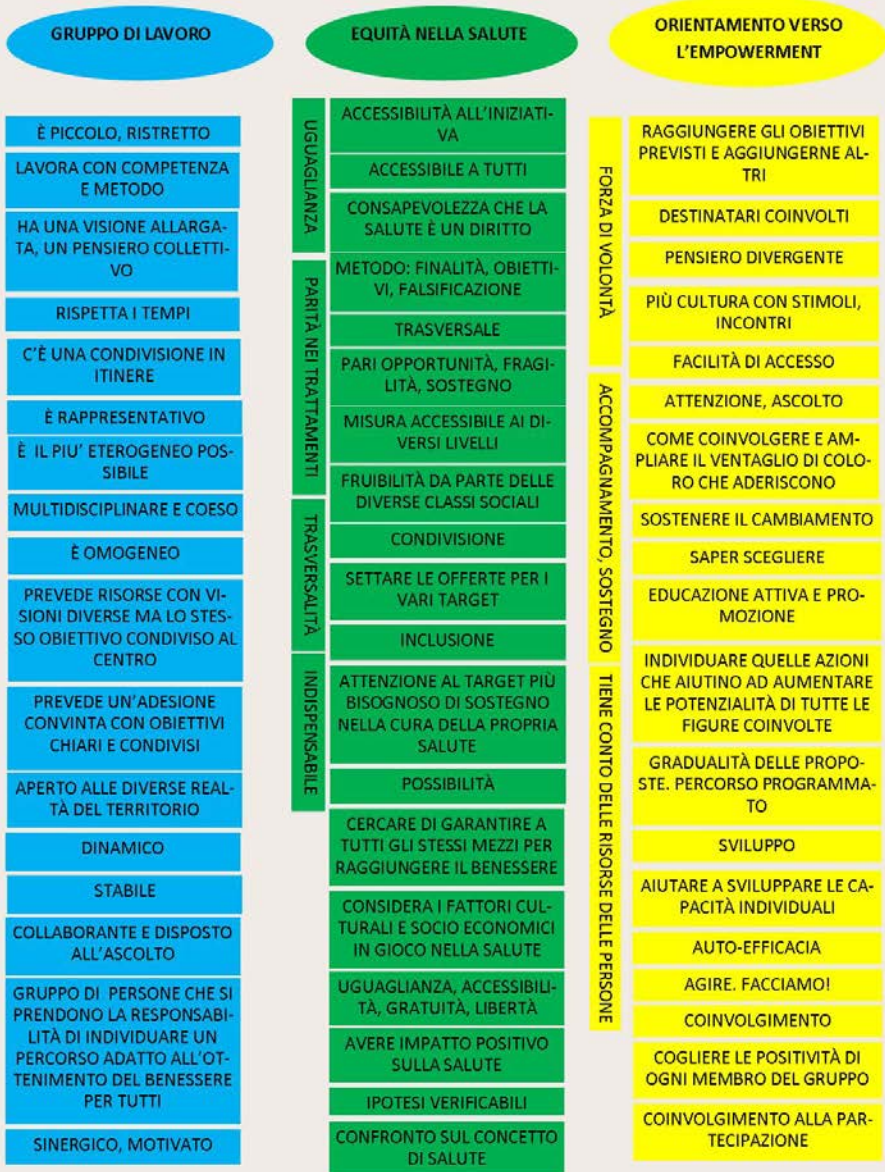 GRUPPO DI LAVORO
È PICCOLO, RISTRETTO
LAVORA CON COMPETENZA
E METODO
HA UNA VISIONE ALLARGA-
TA, UN PENSIERO COLLETTI-
VO
RISPETTA I TEMPI
C'È UNA CONDIVISIONE IN
ITINERE
È RAPPRESENTATIVO
È IL PIU' ETEROGENEO POS-
SIBILE
MULTIDISCIPLINARE E COESO
È OMOGENEO
PREVEDE RISORSE CON VI-
SIONI DIVERSE MA LO STES-
SO OBIETTIVO CONDIVISO AL
CENTRO
PREVEDE UN'ADESIONE
CONVINTA CON OBIETTIVI
CHIARI E CONDIVISI
APERTO ALLE DIVERSE REAL-
TÀ DEL TERRITORIO
DINAMICO
STABILE
COLLABORANTE E DISPOSTO
ALL'ASCOLTO
GRUPPO DI PERSONE CHE SI
PRENDONO LA RESPONSABI-
LITÀ DI INDIVIDUARE UN
PERCORSO ADATTO ALL'OT-
TENIMENTO DEL BENESSERE
PER TUTTI
SINERGICO, MOTIVATO
EQUITÀ NELLA SALUTE
UGUAGLIANZA
PARITÀ NEI TRATTAMENTI
TRASVERSALITÀ
INDISPENSABILE
ACCESSIBILITÀ ALL'INIZIATI-
VA
ACCESSIBILE A TUTTI
CONSAPEVOLEZZA CHE LA
SALUTE È UN DIRITTO
METODO: FINALITÀ, OBIETTI-
VI, FALSIFICAZIONE
TRASVERSALE
PARI OPPORTUNITÀ, FRAGI-
LITÀ, SOSTEGNO
MISURA ACCESSIBILE AI DI-
VERSI LIVELLI
FRUIBILITÀ DA PARTE DELLE
DIVERSE CLASSI SOCIALI
CONDIVISIONE
SETTARE LE OFFERTE PER I
VARI TARGET
INCLUSIONE
ATTENZIONE AL TARGET PIÙ
BISOGNOSO DI SOSTEGNO
NELLA CURA DELLA PROPRIA
SALUTE
POSSIBILITÀ
CERCARE DI GARANTIRE A
TUTTI GLI STESSI MEZZI PER
RAGGIUNGERE IL BENESSERE
CONSIDERA I FATTORI CUL-
TURALI E SOCIO ECONOMICI
IN GIOCO NELLA SALUTE
UGUAGLIANZA, ACCESSIBILI-
TÀ, GRATUITÀ, LIBERTÀ
AVERE IMPATTO POSITIVO
SULLA SALUTE
IPOTESI VERIFICABILI
CONFRONTO SUL CONCETTO
DI SALUTE
ORIENTAMENTO VERSO
L'EMPOWERMENT
FORZA DI VOLONTÀ
ACCOMPAGNAMENTO, SOSTEGNO
TIENE CONTO DELLE RISORSE DELLE PERSONE
RAGGIUNGERE GLI OBIETTIVI
PREVISTI E AGGIUNGERNE AL-
TRI
DESTINATARI COINVOLTI
PENSIERO DIVERGENTE
PIÙ CULTURA CON STIMOLI,
INCONTRI
FACILITÀ DI ACCESSO
ATTENZIONE, ASCOLTO
COME COINVOLGERE E AM-
PLIARE IL VENTAGLIO DI COLO-
RO CHE ADERISCONO
SOSTENERE IL CAMBIAMENTO
SAPER SCEGLIERE
EDUCAZIONE ATTIVA E PRO-
MOZIONE
INDIVIDUARE QUELLE AZIONI
CHE AIUTINO AD AUMENTARE
LE POTENZIALITÀ DI TUTTE LE
FIGURE COINVOLTE
GRADUALITÀ DELLE PROPO-
STE. PERCORSO PROGRAMMA-
TO
SVILUPPO
AIUTARE A SVILUPPARE LE CA-
PACITÀ INDIVIDUALI
AUTO-EFFICACIA
AGIRE. FACCIAMO!
COINVOLGIMENTO
COGLIERE LE POSITIVITÀ DI
OGNI MEMBRO DEL GRUPPO
COINVOLGIMENTO ALLA PAR-
TECIPAZIONE